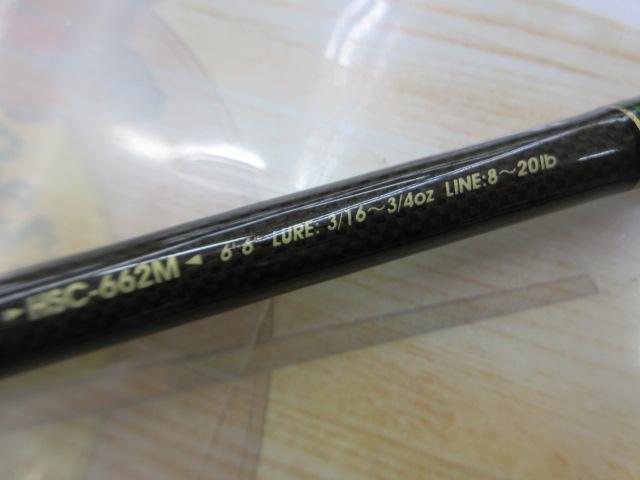 ►HSC-662M◄ 6'6" LURE: 3/16～3/4oz LINE:8～20lb